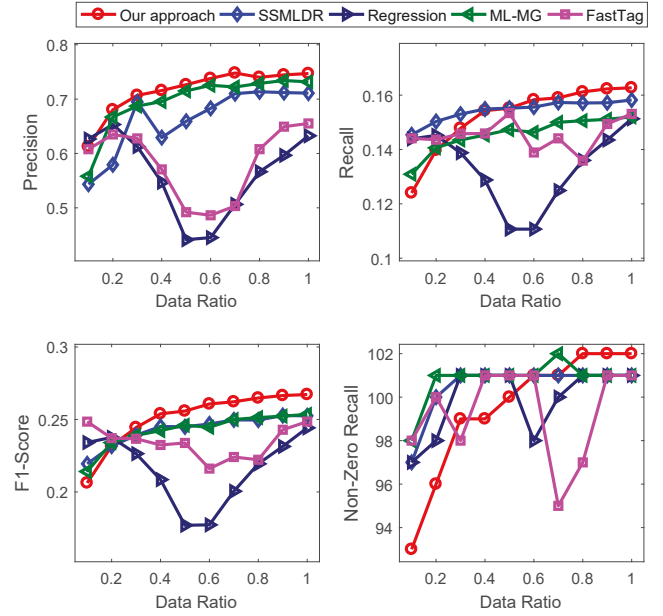 Our approach SSMLDR Regression ML-MG FastTag
0.8
0.7
0.6
0.5
Precision
0.2 0.4 0.6 0.8 1
Data Ratio
0.16
0.14
0.12
0.1
Recall
0.2 0.4 0.6 0.8 1
Data Ratio
0.3
0.25
0.2
F1-Score
0.2 0.4 0.6 0.8 1
Data Ratio
102
100
98
96
94
Non-Zero Recall
0.2 0.4 0.6 0.8 1
Data Ratio